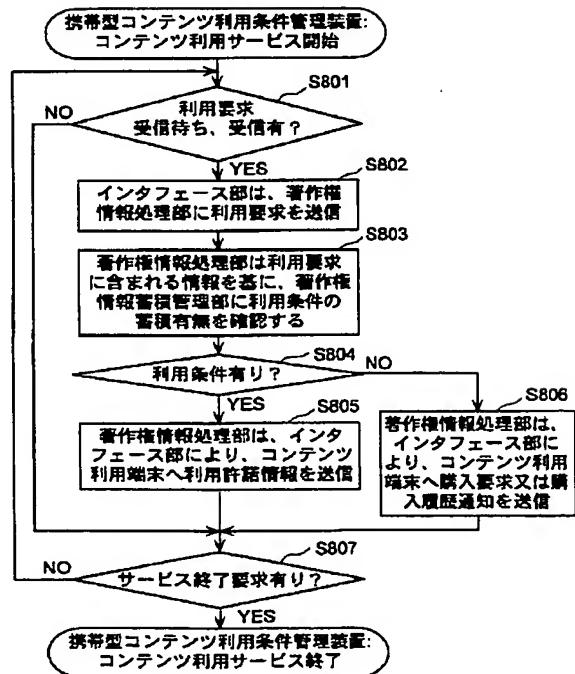 携帯型コンテンツ利用条件管理装置:
コンテンツ利用サービス開始
S801
NO
利用要求
受信待ち、受信有?
YES
S802
インタフェース部は、著作権
情報処理部に利用要求を送信
S803
著作権情報処理部は利用要求
に含まれる情報を基に、著作権
情報蓄積管理部に利用条件の
蓄積有無を確認する
S804
利用条件有り?
NO
YES
S805
著作権情報処理部は、インタ
フェース部により、コンテンツ
利用端末へ利用許諾情報を送信
S806
著作権情報処理部は、
インタフェース部に
より、コンテンツ利用
端末へ購入要求又は購
入履歴通知を送信
S807
NO
サービス終了要求有り?
YES
携帯型コンテンツ利用条件管理装置:
コンテンツ利用サービス終了